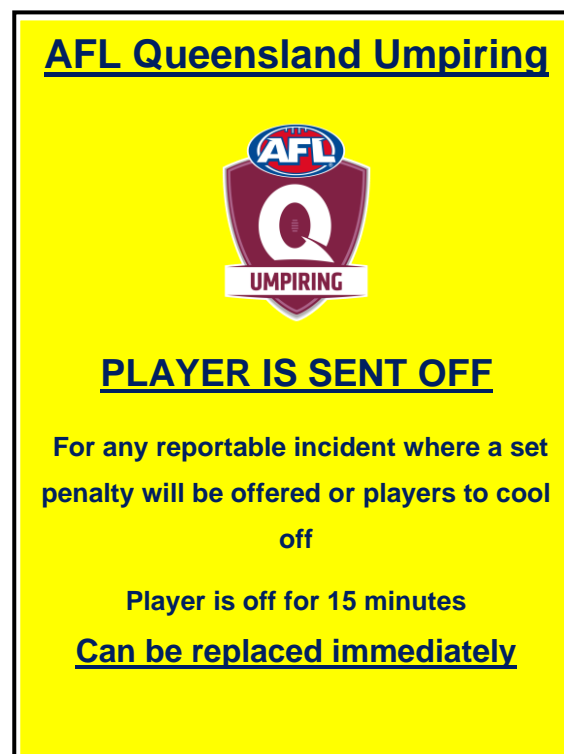 AFL Queensland Umpiring
AFL
Q
UMPIRING
PLAYER IS SENT OFF
For any reportable incident where a set
penalty will be offered or players to cool
off
Player is off for 15 minutes
Can be replaced immediately